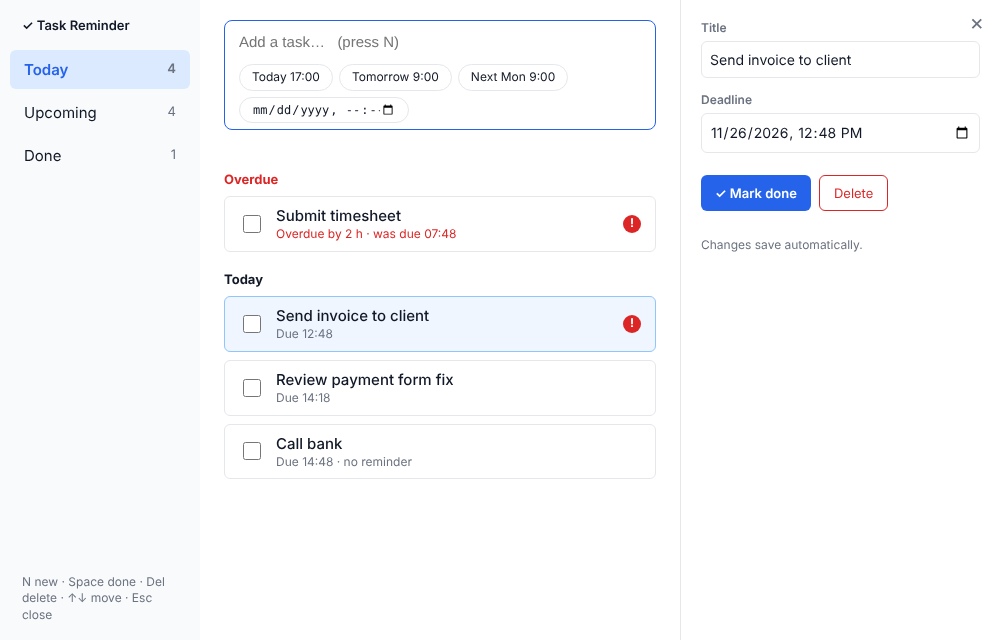 ✓ Task Reminder
Today 4
Upcoming 4
Done 1
N new · Space done · Del
delete · ↑↓ move · Esc
close
Add a task… (press N)
Today 17:00
Tomorrow 9:00
Next Mon 9:00
mm/dd/yyyy, --:--
Overdue
Submit timesheet
Overdue by 2 h · was due 07:48
!
Today
Send invoice to client
Due 12:48
!
Review payment form fix
Due 14:18
Call bank
Due 14:48 · no reminder
✕
Title
Send invoice to client
Deadline
11/26/2026, 12:48 PM
✓ Mark done
Delete
Changes save automatically.